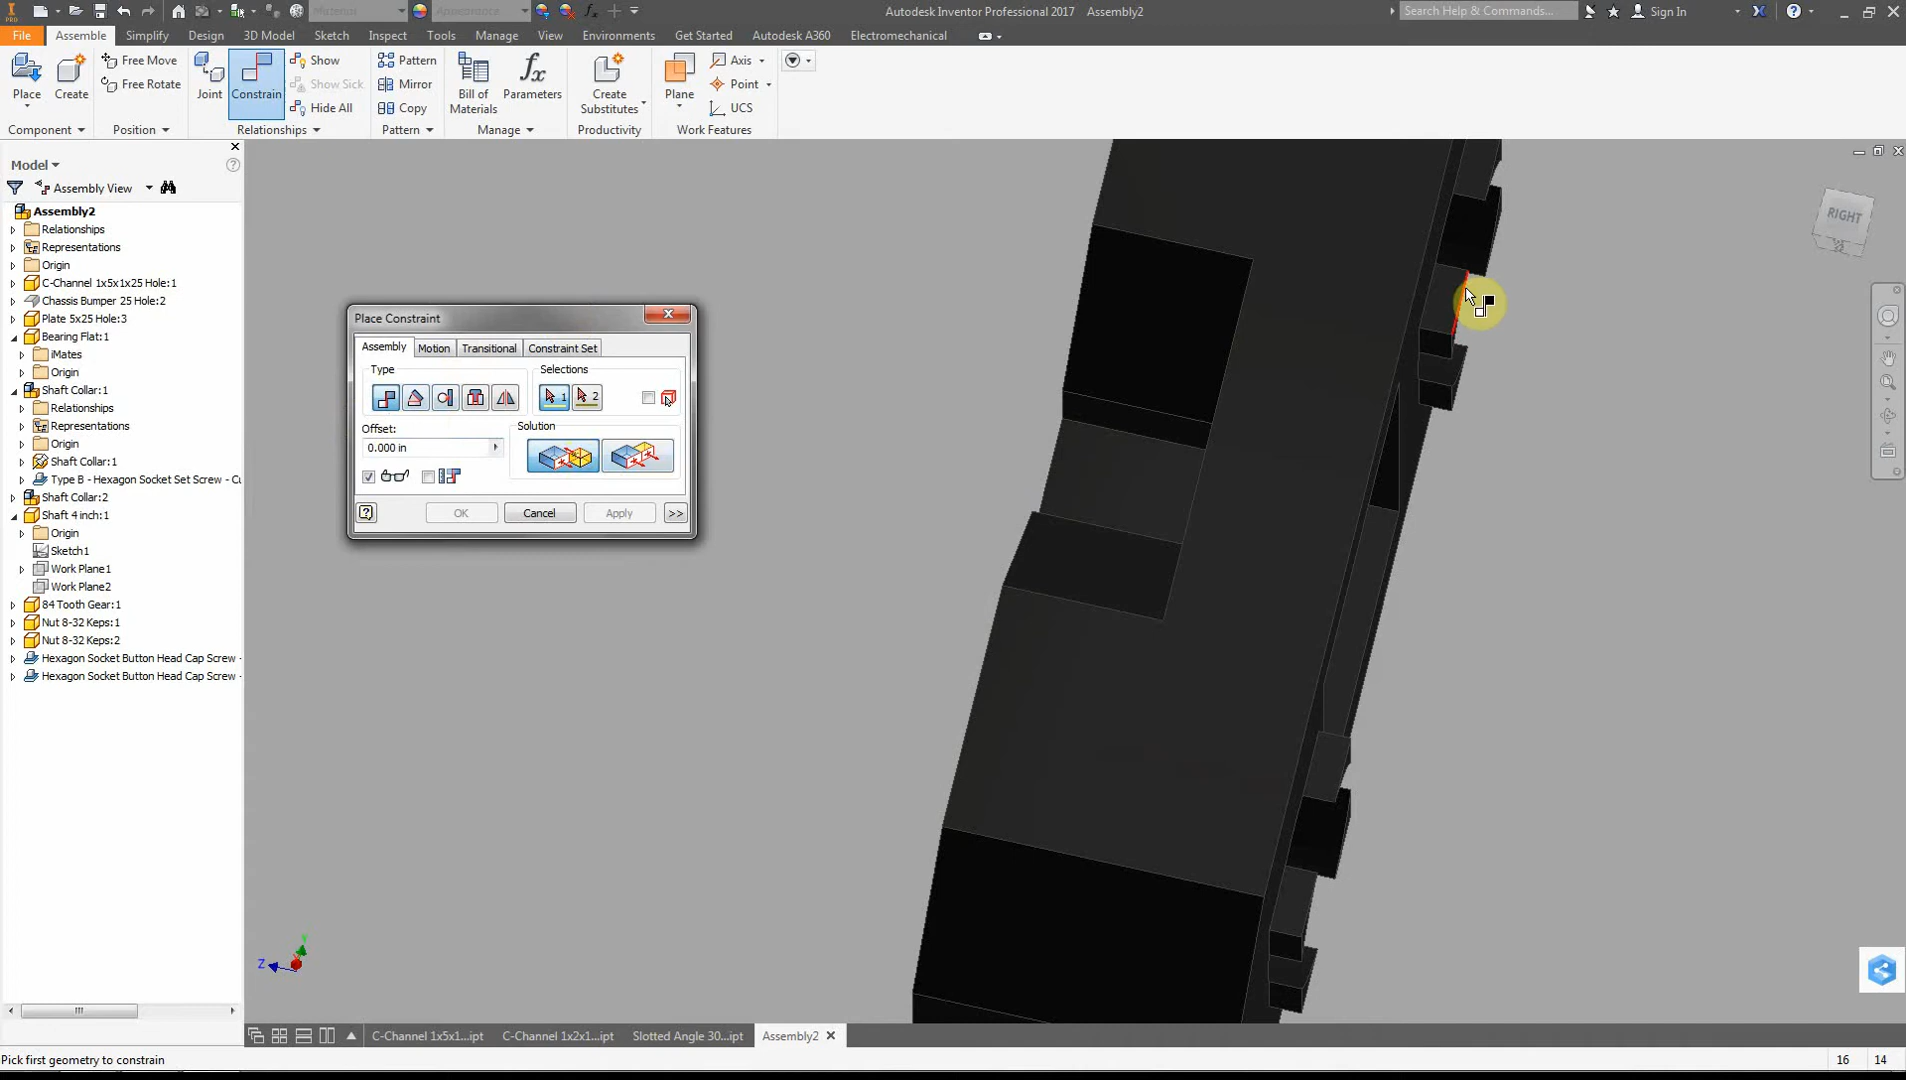 PRO
Material
Appearance
Autodesk Inventor Professional 2017 Assembly2
Search Help & Commands...
Sign In
File Assemble Simplify Design 3D Model Sketch Inspect Tools Manage View Environments Get Started Autodesk A360 Electromechanical
Place
Create
Free Move
Free Rotate
Joint
Constrain
Show
Show Sick
Hide All
Pattern
Mirror
Copy
Bill of
Materials
Parameters
Create
Substitutes
Plane
Axis
Point
UCS
Component Position Relationships Pattern Manage Productivity Work Features
Model
Assembly View
Assembly2
Relationships
Representations
Origin
C-Channel 1x5x1x25 Hole:1
Chassis Bumper 25 Hole:2
Plate 5x25 Hole:3
Bearing Flat:1
iMates
Origin
Shaft Collar:1
Relationships
Representations
Origin
Shaft Collar:1
Type B - Hexagon Socket Set Screw - Cu
Shaft Collar:2
Shaft 4 inch:1
Origin
Sketch1
Work Plane1
Work Plane2
84 Tooth Gear:1
Nut 8-32 Keps:1
Nut 8-32 Keps:2
Hexagon Socket Button Head Cap Screw -
Hexagon Socket Button Head Cap Screw -
Place Constraint
Assembly Motion Transitional Constraint Set
Type
Selections
1 2
Offset:
0.000 in
Solution
OK Cancel Apply >>
RIGHT
Y
Z
C-Channel 1x5x1...ipt C-Channel 1x2x1...ipt Slotted Angle 30...ipt Assembly2
Pick first geometry to constrain
16 14